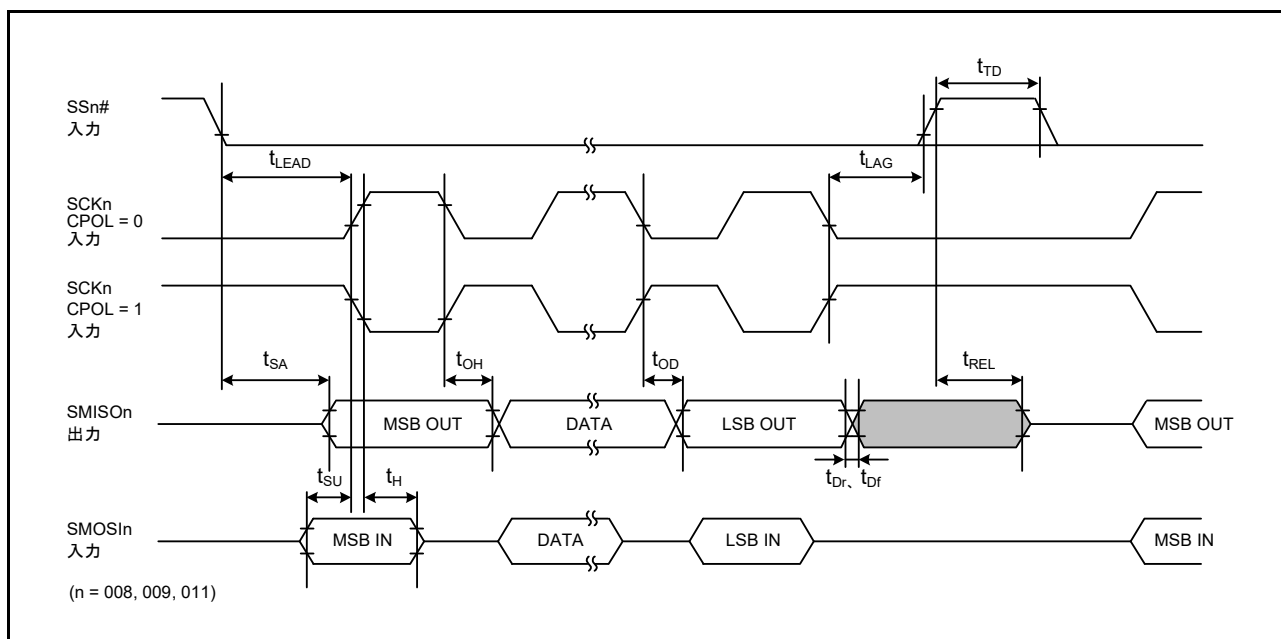 tTD
SSn#
入力
tLEAD
tLAG
SCKn
CPOL = 0
入力
SCKn
CPOL = 1
入力
tSA
tOH
tOD
tREL
SMISOn
出力
MSB OUT
DATA
LSB OUT
MSB OUT
tSU
tH
tDr、tDf
SMOSIn
入力
MSB IN
DATA
LSB IN
MSB IN
(n = 008, 009, 011)